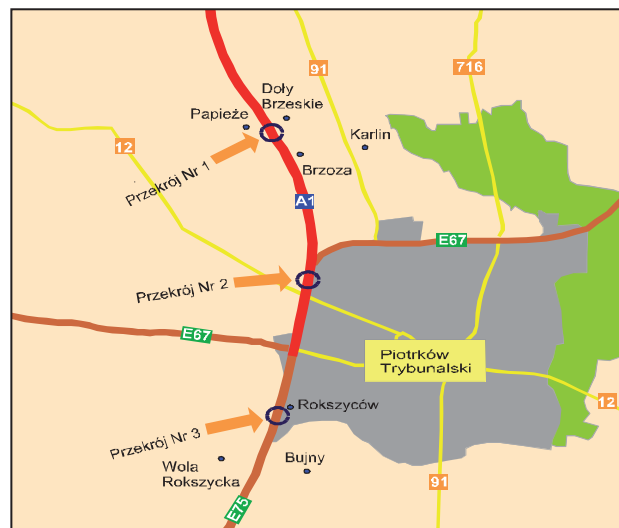 91
716
Doły
Brzeskie
Papieże
Karlin
12
Brzoza
Przekrój Nr 1
A1
E67
Przekrój Nr 2
E67
Piotrków
Trybunalski
Rokszyców
12
Przekrój Nr 3
Wola
Rokszycka
Bujny
91
E75